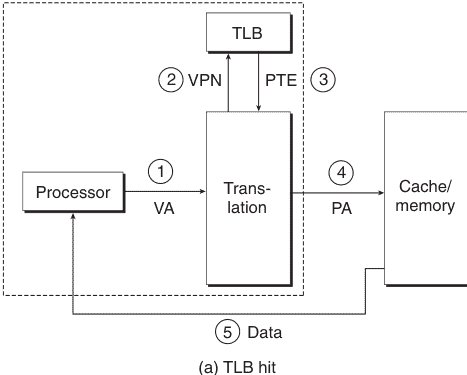 TLB
2 VPN PTE 3
1
4
Processor
Trans-
lation
Cache/
memory
VA
PA
5 Data
(a) TLB hit